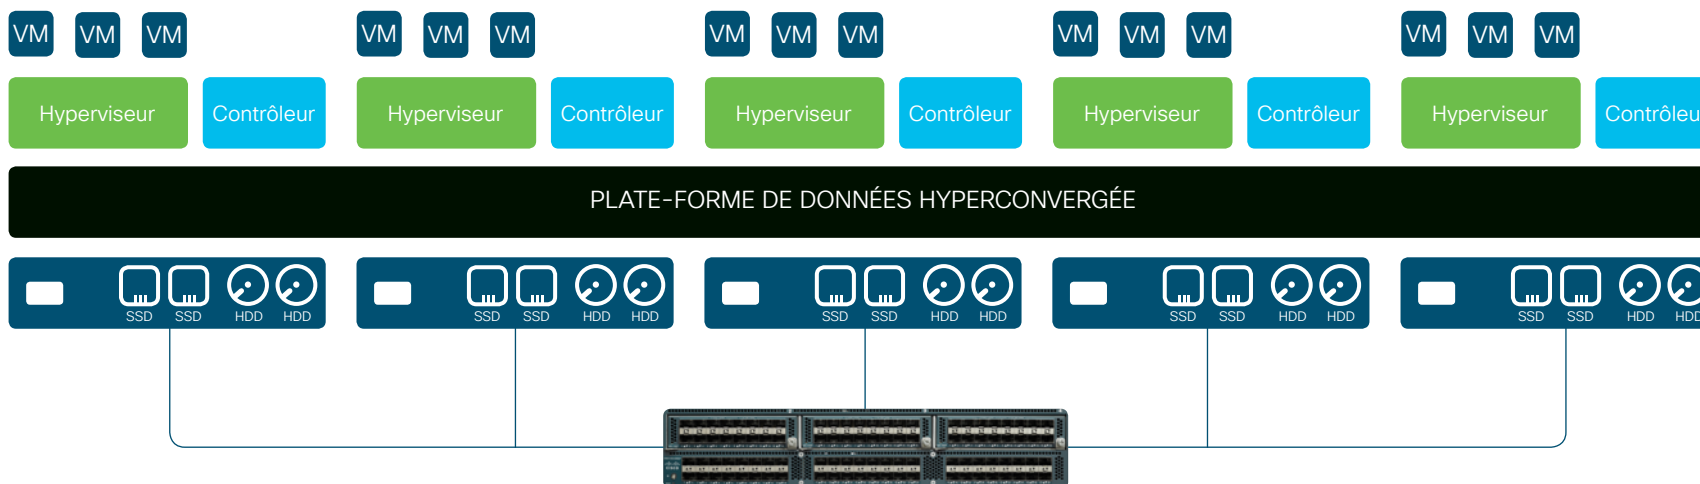 VM VM VM VM VM VM VM VM VM VM VM VM VM VM VM
Hyperviseur Contrôleur Hyperviseur Contrôleur Hyperviseur Contrôleur Hyperviseur Contrôleur Hyperviseur Contrôleur
PLATE-FORME DE DONNÉES HYPERCONVERGÉE
SSD SSD HDD HDD SSD SSD HDD HDD SSD SSD HDD HDD SSD SSD HDD HDD SSD SSD HDD HDD